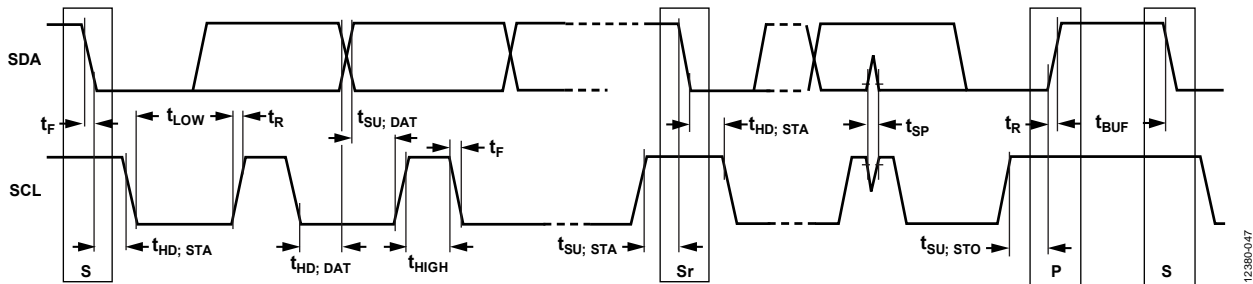 SDA
tF
tLOW
tR
tSU; DAT
tF
tHD; STA
tSP
tR
tBUF
SCL
tHD; STA
tHD; DAT
tHIGH
tSU; STA
tSU; STO
S
Sr
P
S
12380-047